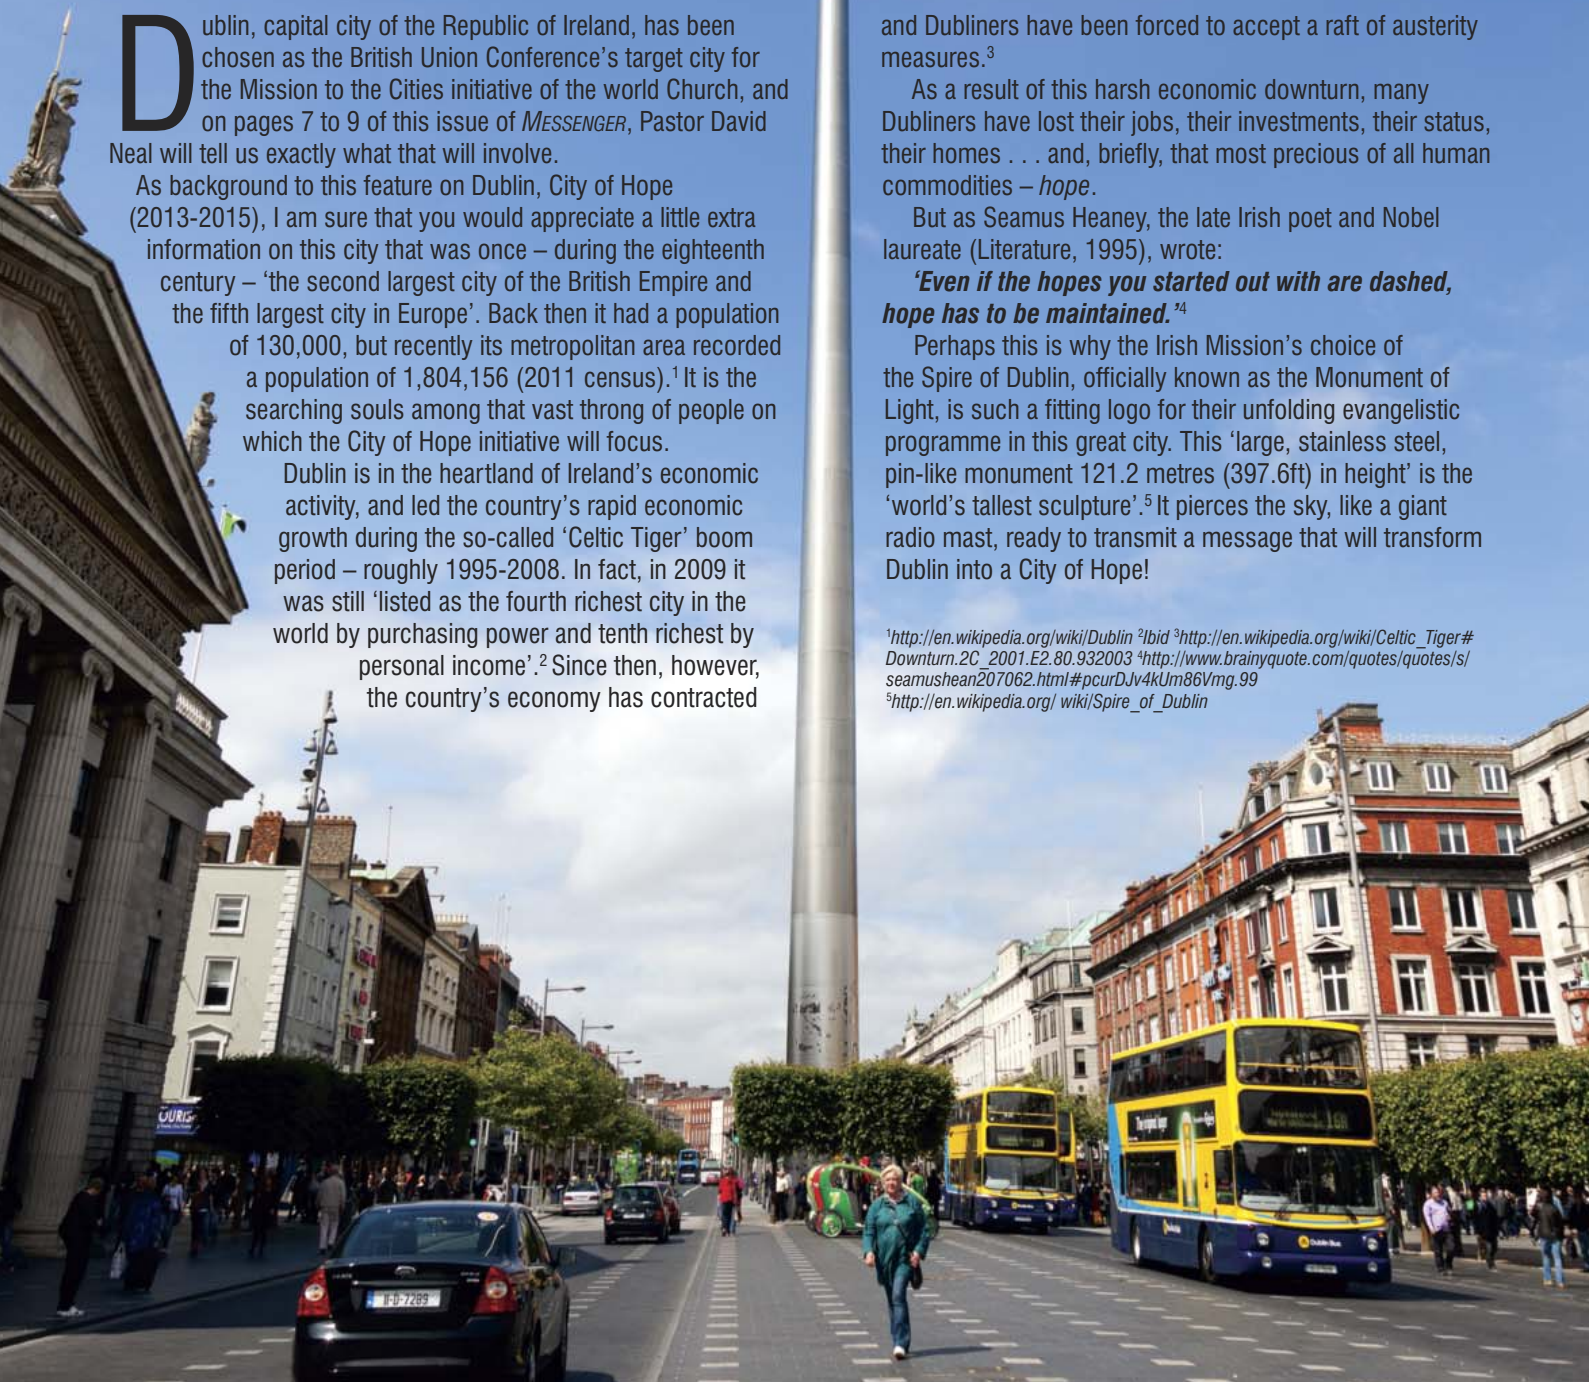 Dublin, capital city of the Republic of Ireland, has been
chosen as the British Union Conference’s target city for
the Mission to the Cities initiative of the world Church, and
on pages 7 to 9 of this issue of MESSENGER, Pastor David
Neal will tell us exactly what that will involve.
As background to this feature on Dublin, City of Hope
(2013-2015), I am sure that you would appreciate a little extra
information on this city that was once – during the eighteenth
century – ‘the second largest city of the British Empire and
the fifth largest city in Europe’. Back then it had a population
of 130,000, but recently its metropolitan area recorded
a population of 1,804,156 (2011 census).¹ It is the
searching souls among that vast throng of people on
which the City of Hope initiative will focus.
Dublin is in the heartland of Ireland’s economic
activity, and led the country’s rapid economic
growth during the so-called ‘Celtic Tiger’ boom
period – roughly 1995-2008. In fact, in 2009 it
was still ‘listed as the fourth richest city in the
world by purchasing power and tenth richest by
personal income’.² Since then, however,
the country’s economy has contracted
and Dubliners have been forced to accept a raft of austerity
measures.³
As a result of this harsh economic downturn, many
Dubliners have lost their jobs, their investments, their status,
their homes . . . and, briefly, that most precious of all human
commodities – hope.
But as Seamus Heaney, the late Irish poet and Nobel
laureate (Literature, 1995), wrote:
‘Even if the hopes you started out with are dashed,
hope has to be maintained.’⁴
Perhaps this is why the Irish Mission’s choice of
the Spire of Dublin, officially known as the Monument of
Light, is such a fitting logo for their unfolding evangelistic
programme in this great city. This ‘large, stainless steel,
pin-like monument 121.2 metres (397.6ft) in height’ is the
‘world’s tallest sculpture’.⁵ It pierces the sky, like a giant
radio mast, ready to transmit a message that will transform
Dublin into a City of Hope!
¹http://en.wikipedia.org/wiki/Dublin ²Ibid ³http://en.wikipedia.org/wiki/Celtic_Tiger#
Downturn.2C_2001.E2.80.932003 ⁴http://www.brainyquote.com/quotes/quotes/s/
seamushean207062.html#pcurDJv4kUm86Vmg.99
⁵http://en.wikipedia.org/ wiki/Spire_of_Dublin
OURIS
11-D-7289
Dublin Bus